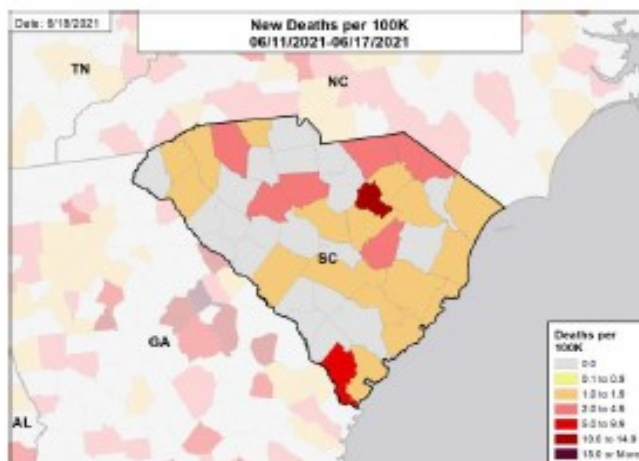 Date: 6/18/2021
New Deaths per 100K
06/11/2021-06/17/2021
TN
NC
SC
GA
AL
Deaths per
100K
0.0
0.1 to 0.9
1.0 to 1.9
2.0 to 4.9
5.0 to 9.9
10.0 to 14.9
15.0 or More